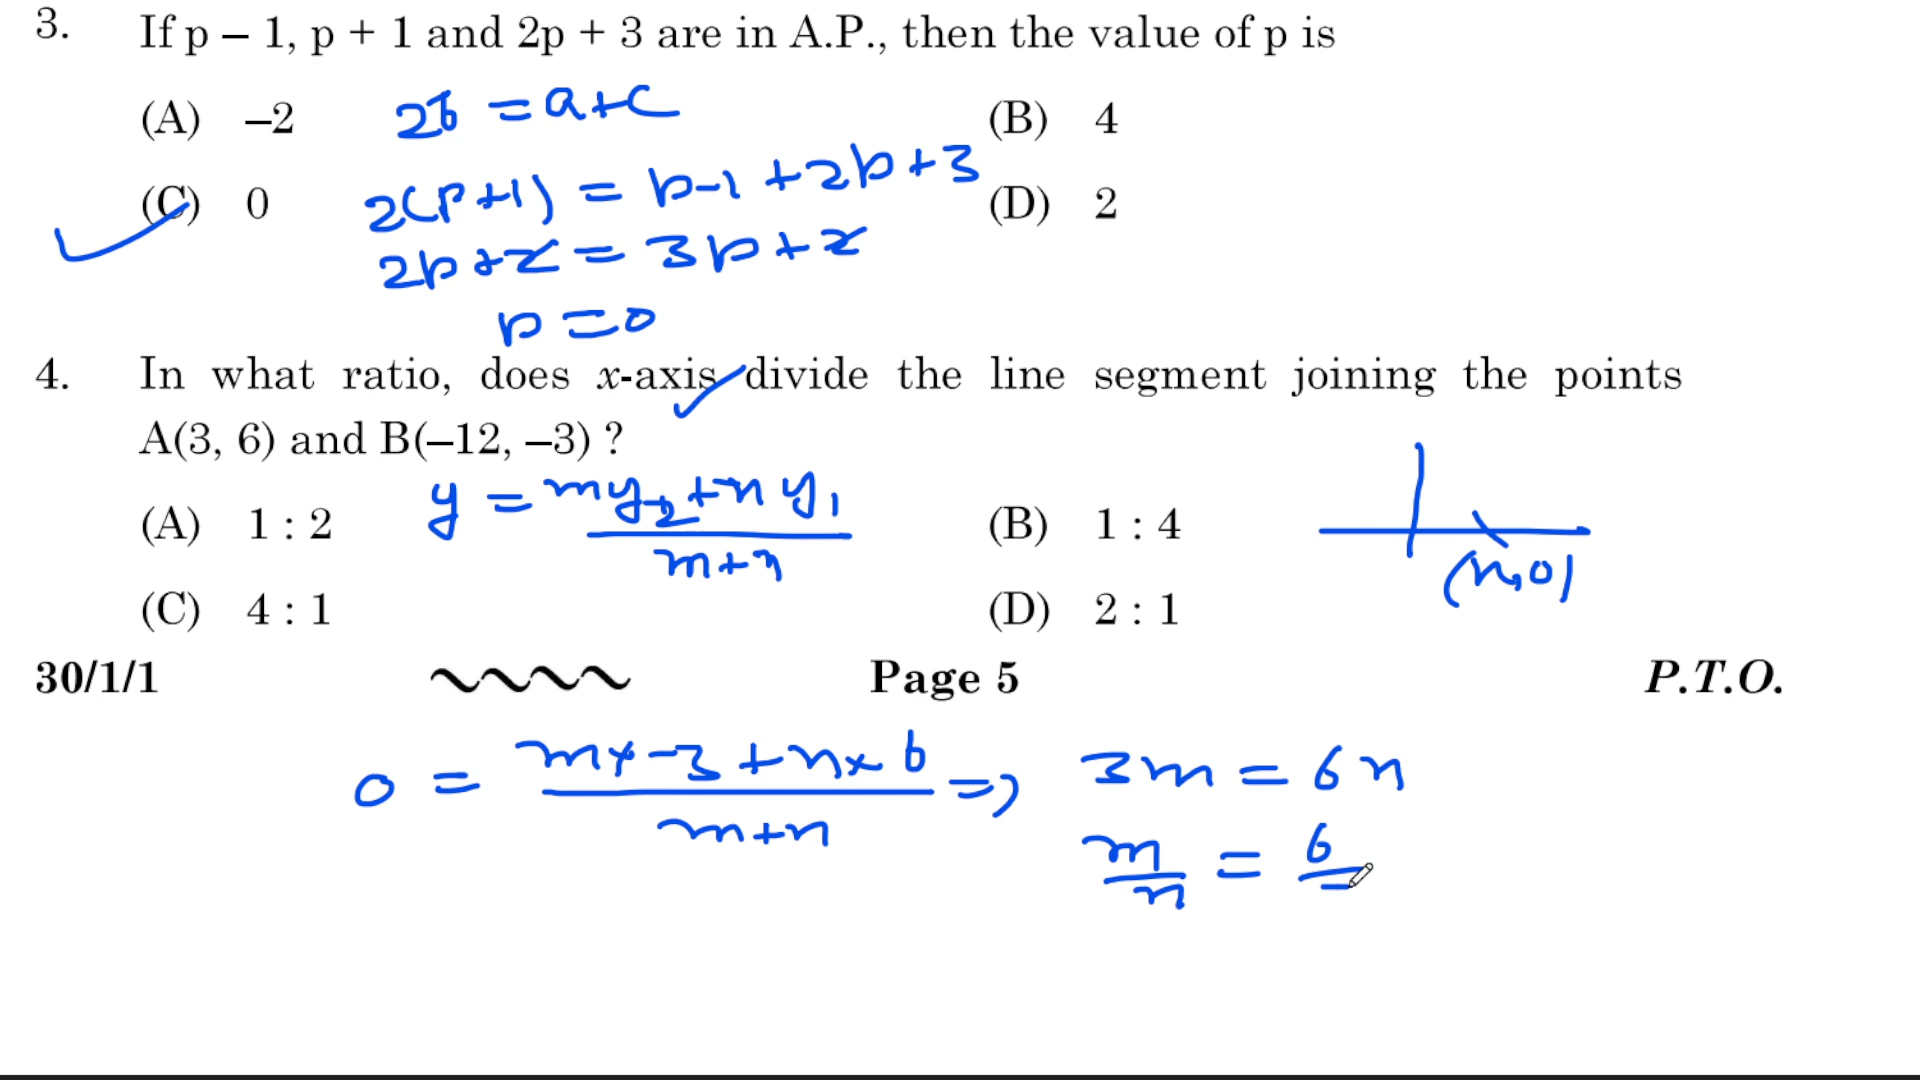 3. If p – 1, p + 1 and 2p + 3 are in A.P., then the value of p is
(A) –2
2b = a+c
(B) 4
2(p+1) = p-1 +2p+3
(C) 0
(D) 2
2p+2 = 3p+2
p=0
4. In what ratio, does x-axis divide the line segment joining the points
A(3, 6) and B(–12, –3) ?
y = my2+ny1
m+n
(A) 1 : 2
(B) 1 : 4
(x,0)
(C) 4 : 1
(D) 2 : 1
30/1/1
Page 5
P.T.O.
0 = m×-3+n×6 => 3m = 6n
m+n
m = 6
n